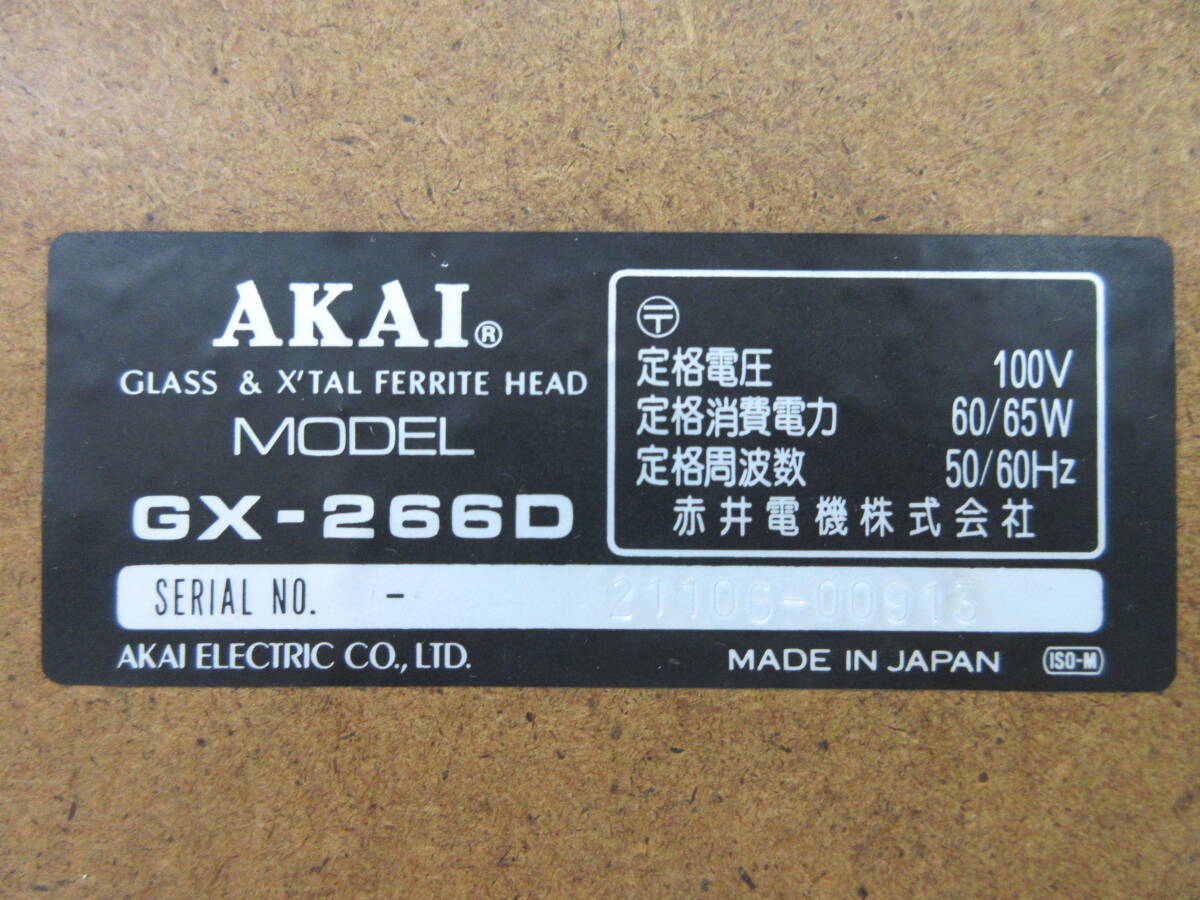 AKAI®
GLASS & X'TAL FERRITE HEAD
MODEL
GX-266D
〶
定格電圧 100V
定格消費電力 60/65W
定格周波数 50/60Hz
赤井電機株式会社
SERIAL NO. - 21106-00913
AKAI ELECTRIC CO., LTD.
MADE IN JAPAN ISO-M